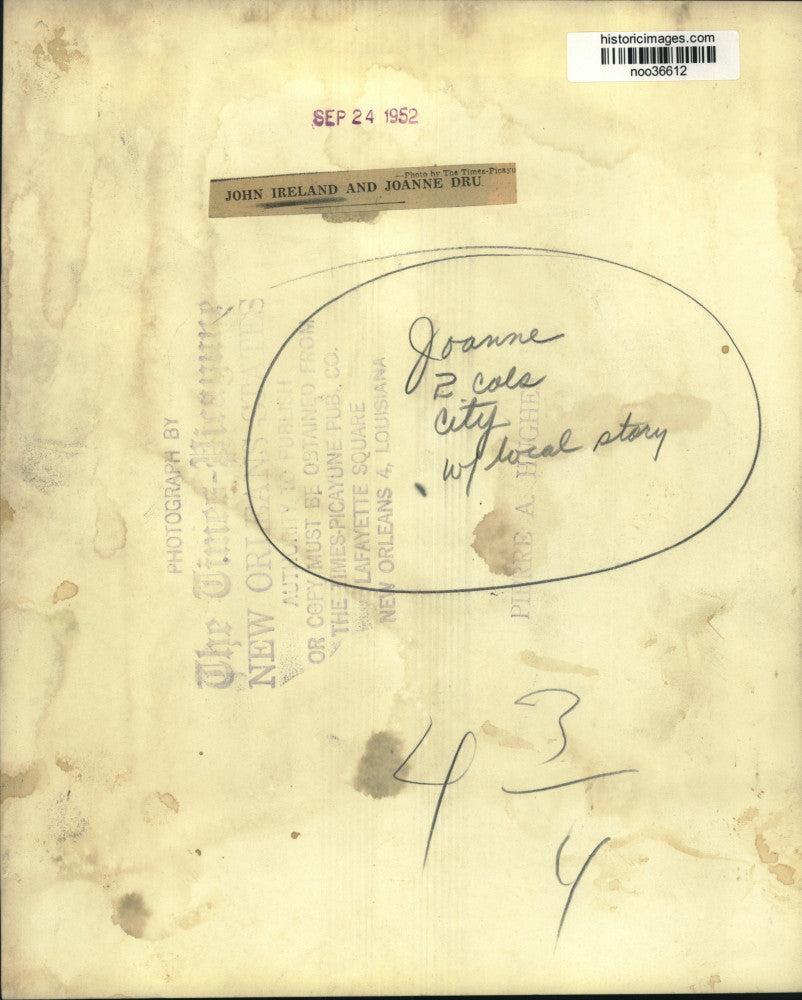 historicimages.com
noo36612
SEP 24 1952
—Photo by The Times-Picayu
JOHN IRELAND AND JOANNE DRU
Joanne
2 cols
city
w/ local story
PHOTOGRAPH BY
The Times-Picayune
NEW ORLEANS STATES
AUTHORITY TO PUBLISH
OR COPY MUST BE OBTAINED FROM
THE TIMES-PICAYUNE PUB. CO.
LAFAYETTE SQUARE
NEW ORLEANS 4, LOUISIANA
PIERRE A. HUGHE
4 3/4